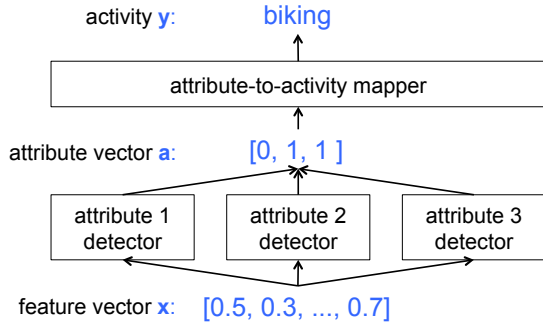 activity y: biking
attribute-to-activity mapper
attribute vector a: [0, 1, 1 ]
attribute 1 attribute 2 attribute 3
detector detector detector
feature vector x: [0.5, 0.3, ..., 0.7]